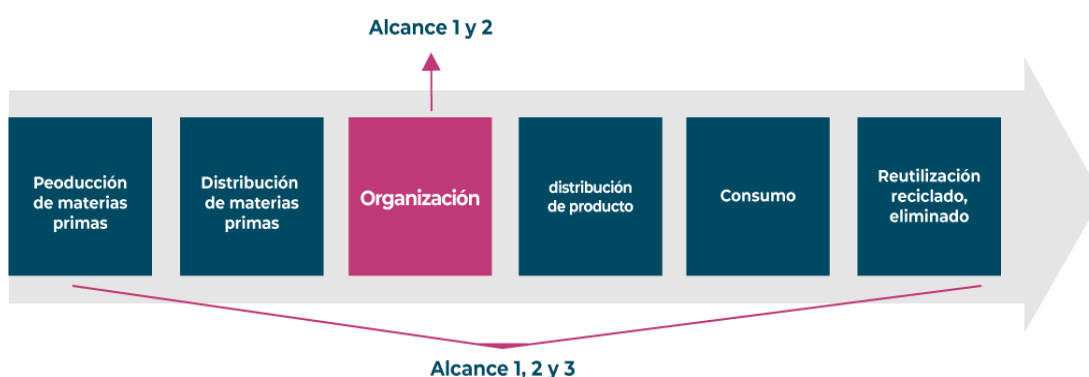 Alcance 1 y 2
Peoducción
de materias
primas
Distribución
de materias
primas
Organización
distribución
de producto
Consumo
Reutilización
reciclado,
eliminado
Alcance 1, 2 y 3